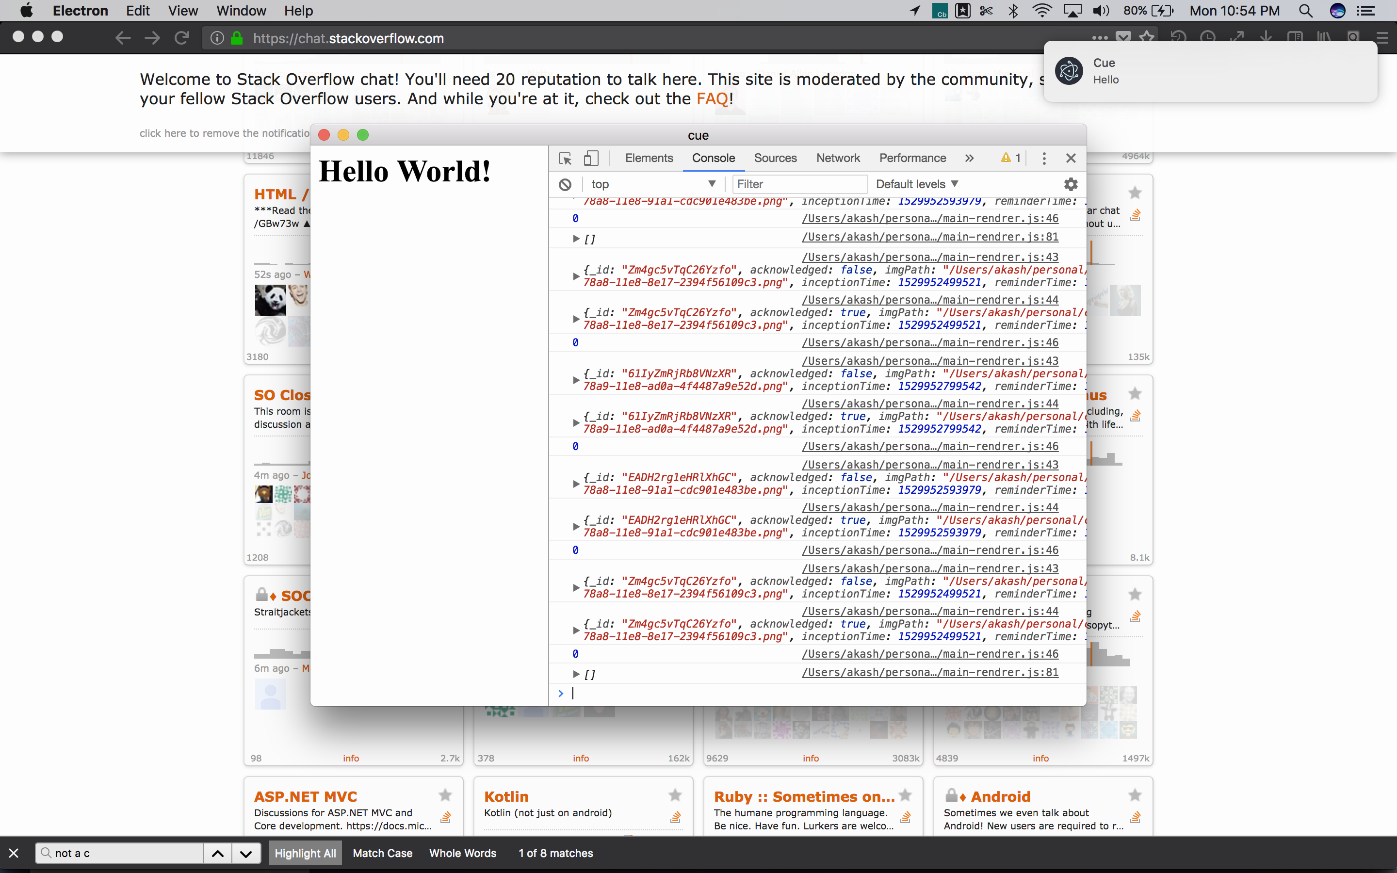 Electron Edit View Window Help
Cb
80% Mon 10:54 PM
https://chat.stackoverflow.com
Cue
Hello
Welcome to Stack Overflow chat! You'll need 20 reputation to talk here. This site is moderated by the community, s
your fellow Stack Overflow users. And while you're at it, check out the FAQ!
click here to remove the notificatio
cue
Hello World!
Elements Console Sources Network Performance » 1
top Filter Default levels
78a8-11e8-91a1-cdc901e483be.png", inceptionTime: 1529952593979, reminderTime:
0 /Users/akash/persona…/main-rendrer.js:46
[] /Users/akash/persona…/main-rendrer.js:81
/Users/akash/persona…/main-rendrer.js:43
{_id: "Zm4gc5vTqC26Yzfo", acknowledged: false, imgPath: "/Users/akash/personal/
78a8-11e8-8e17-2394f56109c3.png", inceptionTime: 1529952499521, reminderTime:
/Users/akash/persona…/main-rendrer.js:44
{_id: "Zm4gc5vTqC26Yzfo", acknowledged: true, imgPath: "/Users/akash/personal/c
78a8-11e8-8e17-2394f56109c3.png", inceptionTime: 1529952499521, reminderTime:
0 /Users/akash/persona…/main-rendrer.js:46
/Users/akash/persona…/main-rendrer.js:43
{_id: "61IyZmRjRb8VNzXR", acknowledged: false, imgPath: "/Users/akash/personal/
78a9-11e8-ad0a-4f4487a9e52d.png", inceptionTime: 1529952799542, reminderTime:
/Users/akash/persona…/main-rendrer.js:44
{_id: "61IyZmRjRb8VNzXR", acknowledged: true, imgPath: "/Users/akash/personal/c
78a9-11e8-ad0a-4f4487a9e52d.png", inceptionTime: 1529952799542, reminderTime:
0 /Users/akash/persona…/main-rendrer.js:46
/Users/akash/persona…/main-rendrer.js:43
{_id: "EADH2rg1eHRlXhGC", acknowledged: false, imgPath: "/Users/akash/personal/
78a8-11e8-91a1-cdc901e483be.png", inceptionTime: 1529952593979, reminderTime:
/Users/akash/persona…/main-rendrer.js:44
{_id: "EADH2rg1eHRlXhGC", acknowledged: true, imgPath: "/Users/akash/personal/c
78a8-11e8-91a1-cdc901e483be.png", inceptionTime: 1529952593979, reminderTime:
0 /Users/akash/persona…/main-rendrer.js:46
/Users/akash/persona…/main-rendrer.js:43
{_id: "Zm4gc5vTqC26Yzfo", acknowledged: false, imgPath: "/Users/akash/personal/
78a8-11e8-8e17-2394f56109c3.png", inceptionTime: 1529952499521, reminderTime:
/Users/akash/persona…/main-rendrer.js:44
{_id: "Zm4gc5vTqC26Yzfo", acknowledged: true, imgPath: "/Users/akash/personal/c
78a8-11e8-8e17-2394f56109c3.png", inceptionTime: 1529952499521, reminderTime:
0 /Users/akash/persona…/main-rendrer.js:46
[] /Users/akash/persona…/main-rendrer.js:81
11846
4964k
HTML /
***Read the
/GBw73w
52s ago – W
3180
ar chat
out u...
135k
SO Clos
This room is
discussion a
4m ago – Jo
1208
us
cluding,
ith life...
8.1k
SOC
Straitjackets
6m ago – M
98 info 2.7k
378 info 162k
9629 info 3083k
g
sopyt...
4839 info 1497k
ASP.NET MVC
Discussions for ASP.NET MVC and
Core development. https://docs.mic...
Kotlin
Kotlin (not just on android)
Ruby :: Sometimes on...
The humane programming language.
Be nice. Have fun. Lurkers are welco...
Android
Sometimes we even talk about
Android! New users are required to r...
not a c Highlight All Match Case Whole Words 1 of 8 matches